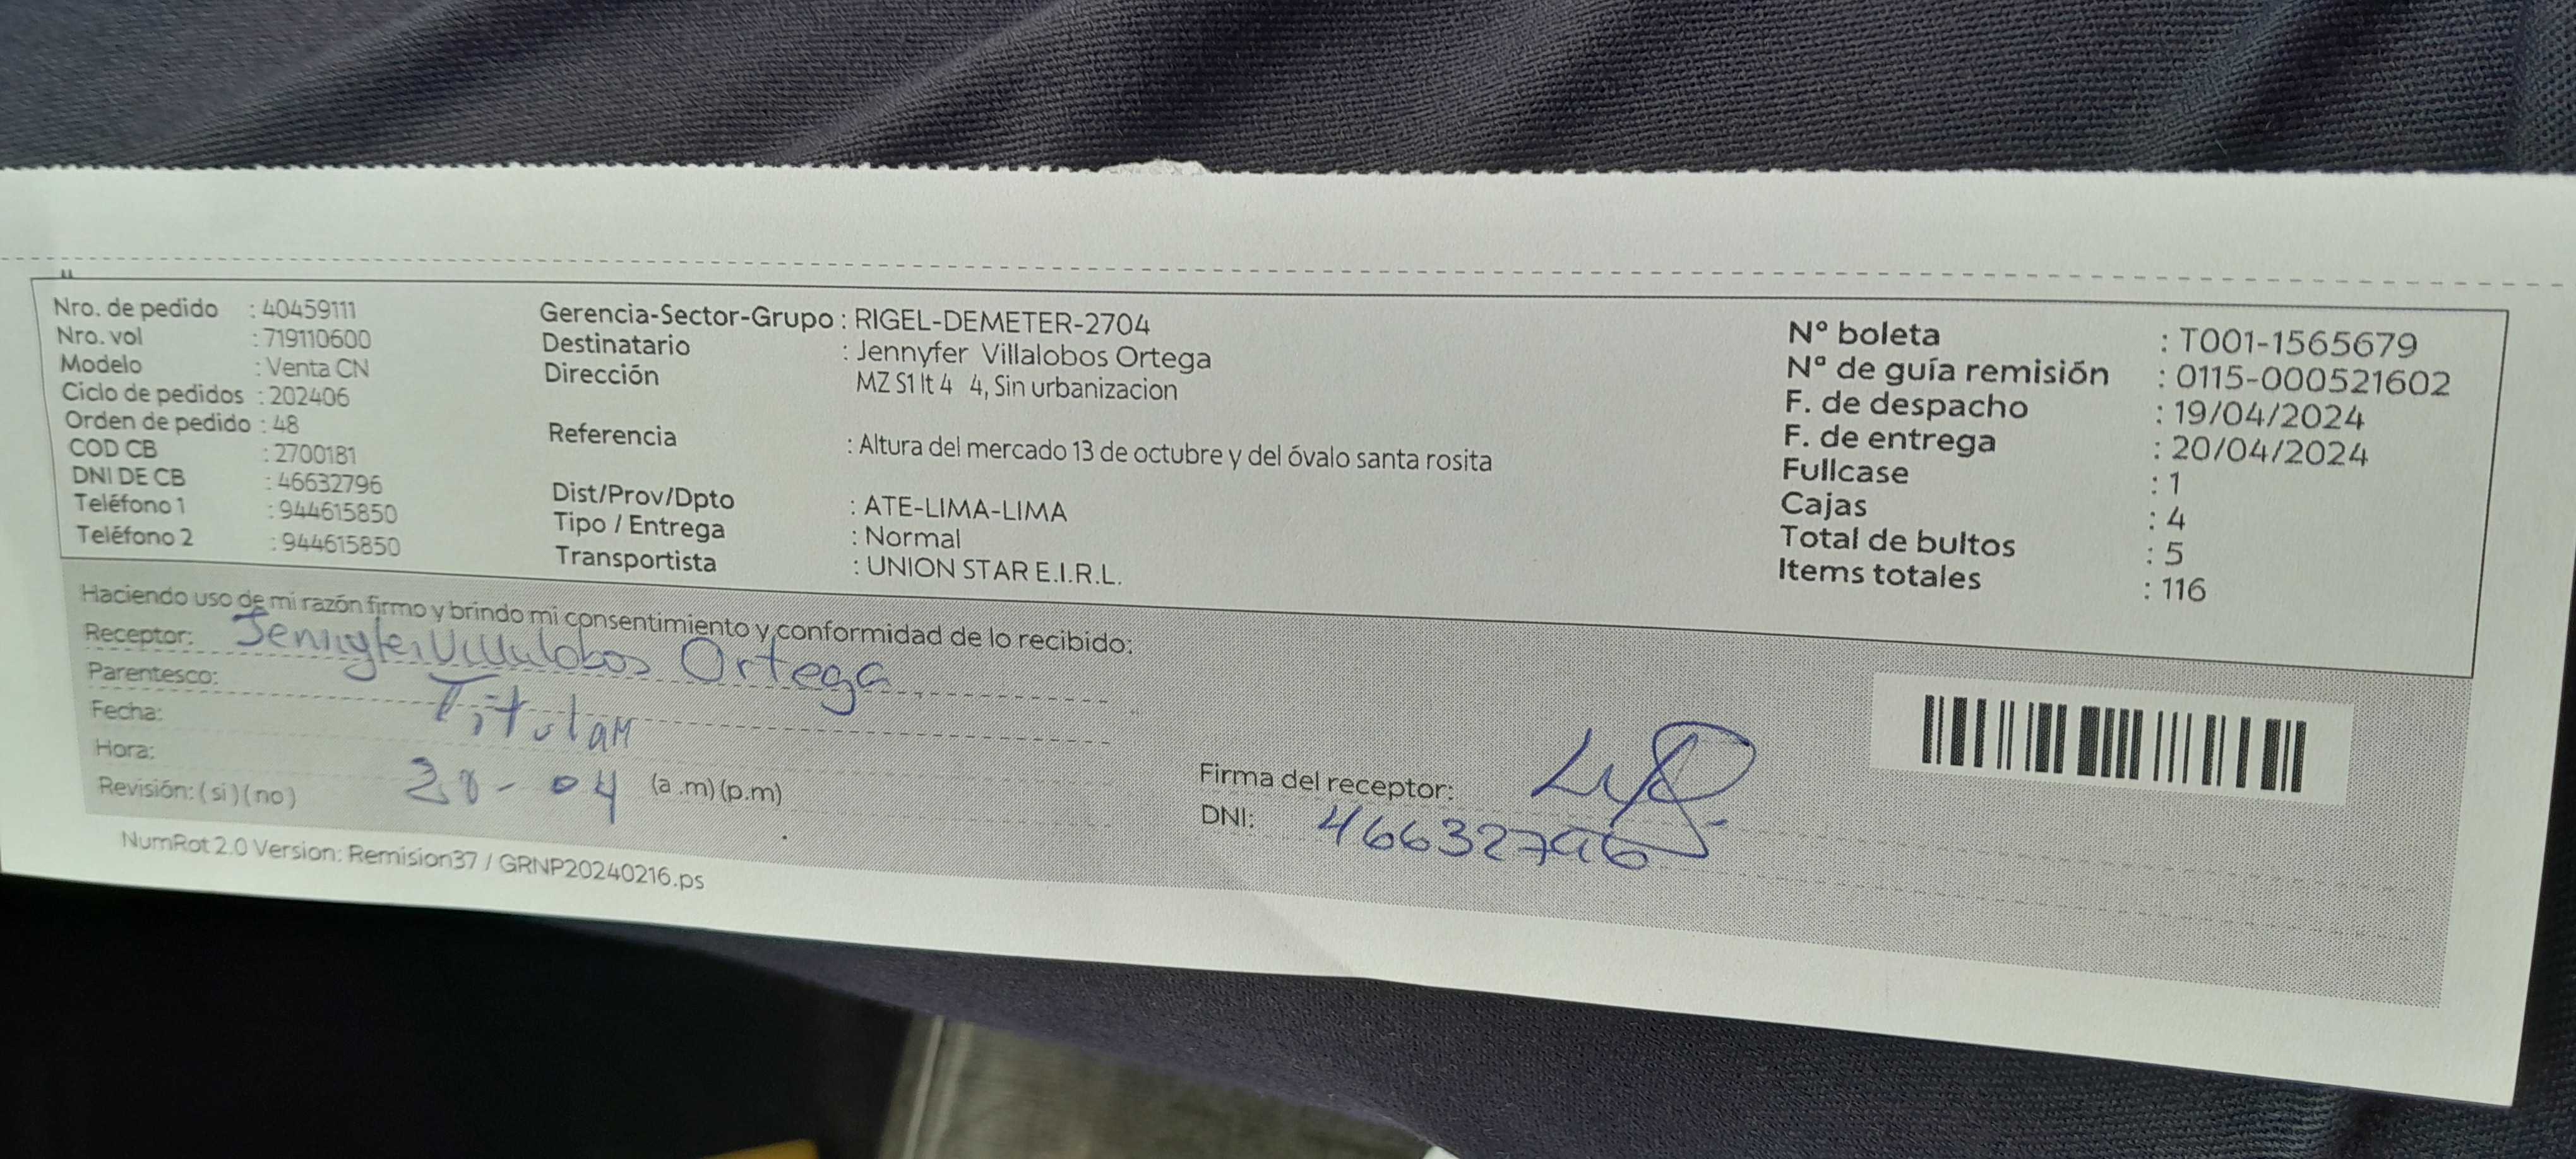 Nro. de pedido : 40459111
Nro. vol : 719110600
Modelo : Venta CN
Ciclo de pedidos : 202406
Orden de pedido : 48
COD CB : 2700181
DNI DE CB : 46632796
Teléfono 1 : 944615850
Teléfono 2 : 944615850
Gerencia-Sector-Grupo : RIGEL-DEMETER-2704
Destinatario : Jennyfer Villalobos Ortega
Dirección MZ S1 lt 4 4, Sin urbanizacion
Referencia : Altura del mercado 13 de octubre y del óvalo santa rosita
Dist/Prov/Dpto : ATE-LIMA-LIMA
Tipo / Entrega : Normal
Transportista : UNION STAR E.I.R.L.
Nº boleta : T001-1565679
Nª de guía remisión : 0115-000521602
F. de despacho : 19/04/2024
F. de entrega : 20/04/2024
Fullcase : 1
Cajas : 4
Total de bultos : 5
Items totales : 116
Haciendo uso de mi razón firmo y brindo mi consentimiento y conformidad de lo recibido:
Receptor: Jennyfer Villalobos Ortega
Parentesco: Titular
Fecha:
Hora: 20-04 (a .m) (p.m)
Revisión: ( si ) ( no )
Firma del receptor:
DNI: 46632796
NumRot 2.0 Version: Remision37 / GRNP20240216.ps